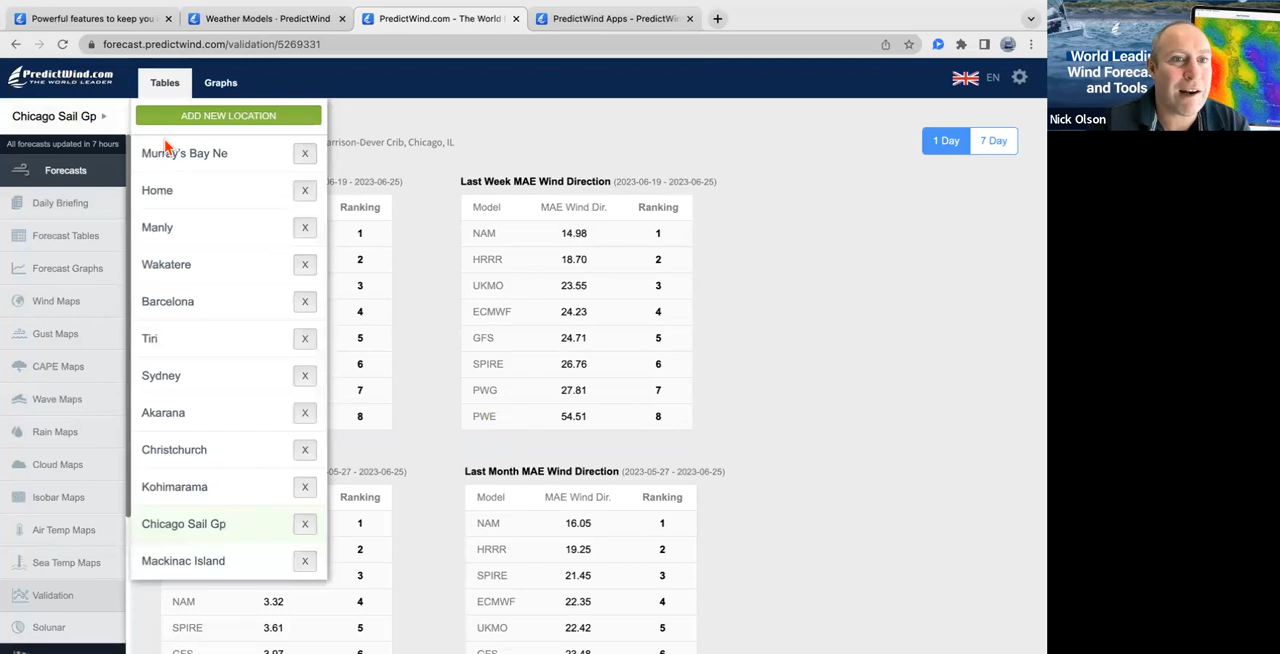 Powerful features to keep you
Weather Models - PredictWind
PredictWind.com - The World
PredictWind Apps - PredictWin
forecast.predictwind.com/validation/5269331
PredictWind.com
THE WORLD LEADER
Tables
Graphs
EN
World Leadi
Wind Foreca
and Tools
Nick Olson
Chicago Sail Gp
ADD NEW LOCATION
All forecasts updated in 7 hours
Forecasts
Daily Briefing
Forecast Tables
Forecast Graphs
Wind Maps
Gust Maps
CAPE Maps
Wave Maps
Rain Maps
Cloud Maps
Isobar Maps
Air Temp Maps
Sea Temp Maps
Validation
Solunar
Murray's Bay Ne X
Home X
Manly X
Wakatere X
Barcelona X
Tiri X
Sydney X
Akarana X
Christchurch X
Kohimarama X
Chicago Sail Gp X
Mackinac Island X
arrison-Dever Crib, Chicago, IL
1 Day
7 Day
6-19 - 2023-06-25)
Ranking
1
2
3
4
5
6
7
8
Last Week MAE Wind Direction (2023-06-19 - 2023-06-25)
Model MAE Wind Dir. Ranking
NAM 14.98 1
HRRR 18.70 2
UKMO 23.55 3
ECMWF 24.23 4
GFS 24.71 5
SPIRE 26.76 6
PWG 27.81 7
PWE 54.51 8
05-27 - 2023-06-25)
Ranking
1
2
3
NAM 3.32 4
SPIRE 3.61 5
GFS 3.97 6
Last Month MAE Wind Direction (2023-05-27 - 2023-06-25)
Model MAE Wind Dir. Ranking
NAM 16.05 1
HRRR 19.25 2
SPIRE 21.45 3
ECMWF 22.35 4
UKMO 22.42 5
GFS 23.48 6